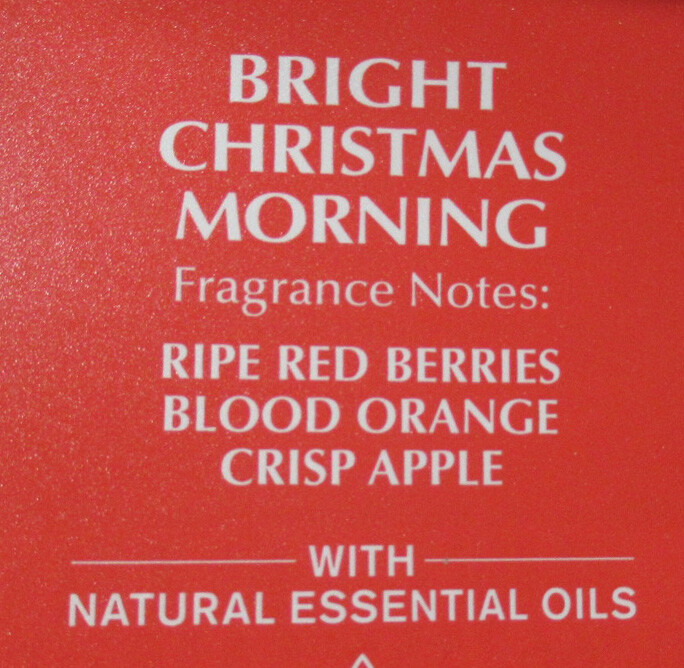 BRIGHT
CHRISTMAS
MORNING
Fragrance Notes:
RIPE RED BERRIES
BLOOD ORANGE
CRISP APPLE
WITH
NATURAL ESSENTIAL OILS